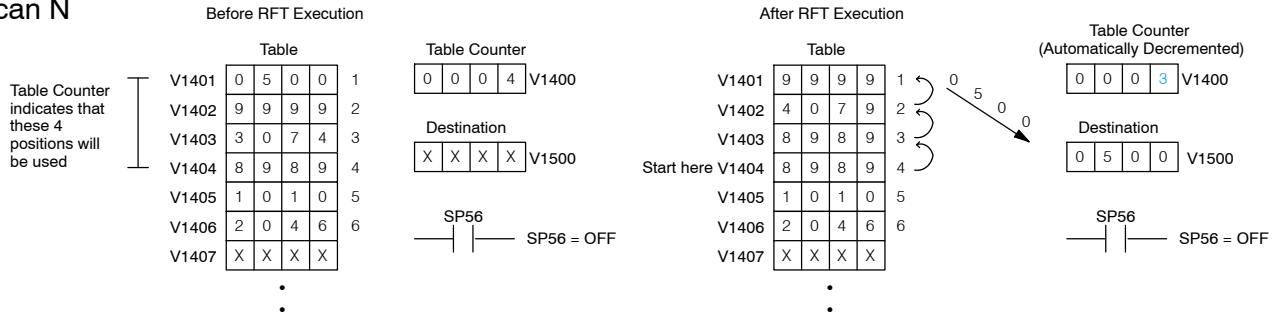 can N
Before RFT Execution
Table
V1401 0 5 0 0 1
V1402 9 9 9 9 2
V1403 3 0 7 4 3
V1404 8 9 8 9 4
V1405 1 0 1 0 5
V1406 2 0 4 6 6
V1407 X X X X
Table Counter
indicates that
these 4
positions will
be used
Table Counter
0 0 0 4 V1400
Destination
X X X X V1500
SP56
SP56 = OFF
After RFT Execution
Table
V1401 9 9 9 9 1
V1402 4 0 7 9 2
V1403 8 9 8 9 3
Start here V1404 8 9 8 9 4
V1405 1 0 1 0 5
V1406 2 0 4 6 6
V1407 X X X X
0 5 0 0
Table Counter
(Automatically Decremented)
0 0 0 3 V1400
Destination
0 5 0 0 V1500
SP56
SP56 = OFF